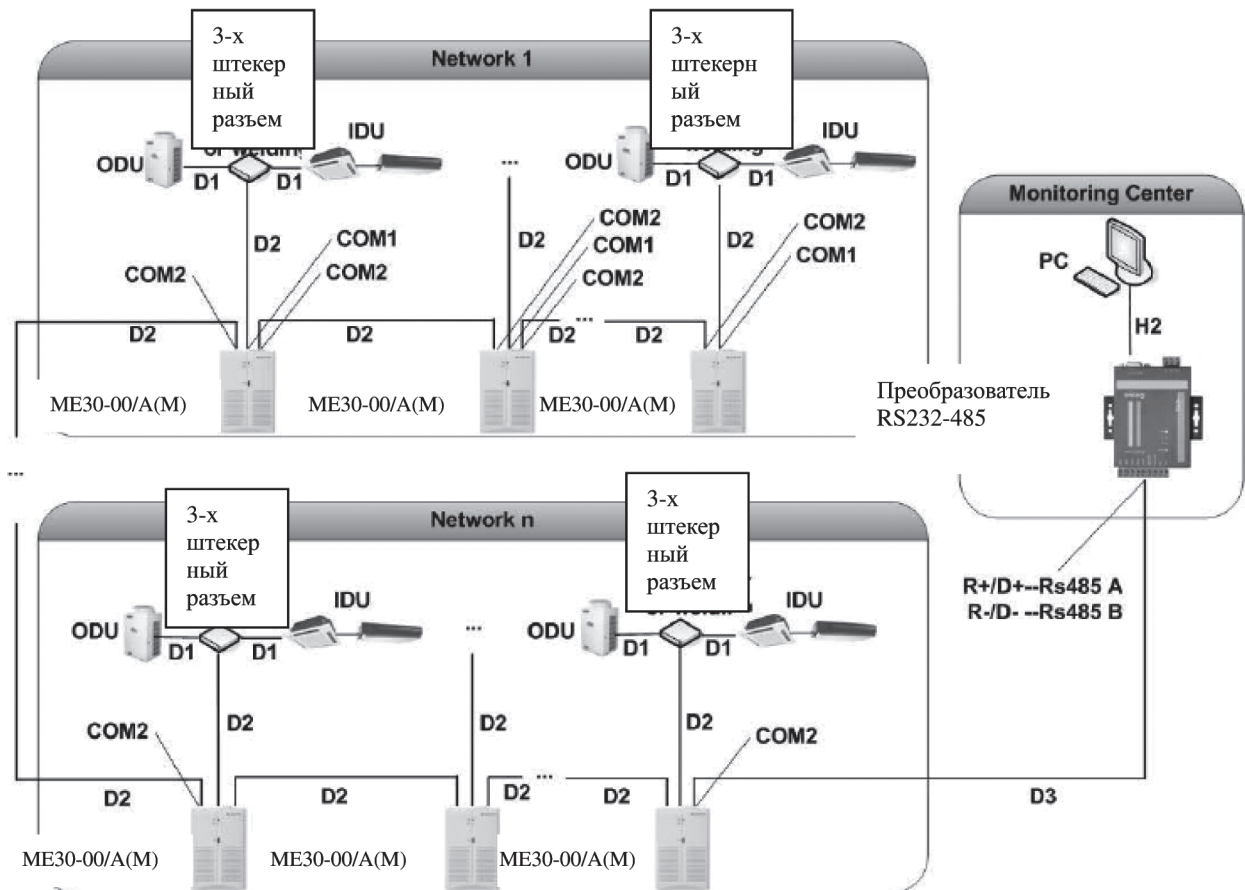 3-х
штекер
ный
разъем
3-х
штекерн
ый
разъем
Network 1
IDU
IDU
ODU
D1
D1
...
ODU
D1
D1
Monitoring Center
D2
COM1
COM2
COM2
D2
COM2
COM1
COM2
D2
COM2
COM1
PC
H2
D2
D2
...
D2
D2
ME30-00/A(M)
ME30-00/A(M)
ME30-00/A(M)
Преобразователь
RS232-485
...
3-х
штекер
ный
разъем
3-х
штекер
ный
разъем
Network n
R+/D+--Rs485 A
R-/D- --Rs485 B
IDU
IDU
ODU
D1
D1
...
ODU
D1
D1
COM2
D2
D2
D2
COM2
D2
D2
...
D2
D2
D3
ME30-00/A(M)
ME30-00/A(M)
ME30-00/A(M)